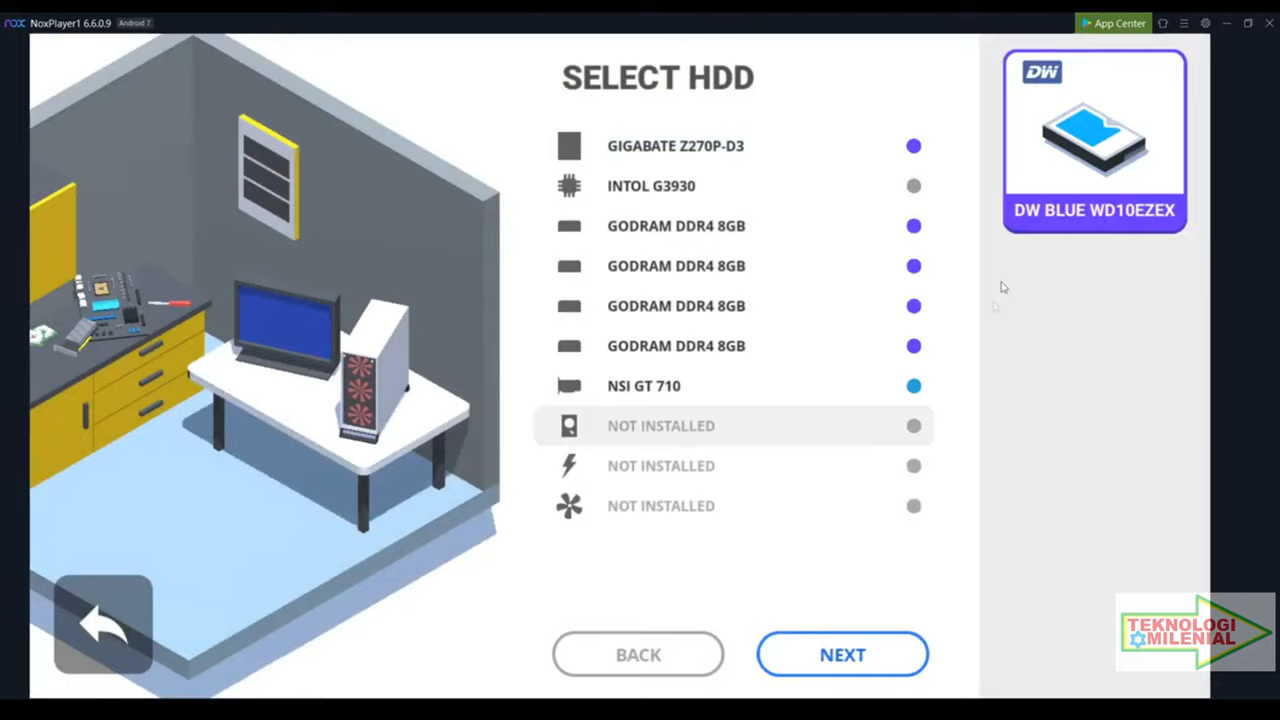 nox NoxPlayer1 6.6.0.9 Android 7
App Center
SELECT HDD
GIGABATE Z270P-D3
INTOL G3930
GODRAM DDR4 8GB
GODRAM DDR4 8GB
GODRAM DDR4 8GB
GODRAM DDR4 8GB
NSI GT 710
NOT INSTALLED
NOT INSTALLED
NOT INSTALLED
BACK
NEXT
DW
DW BLUE WD10EZEX
TEKNOLOGI
MILENIAL